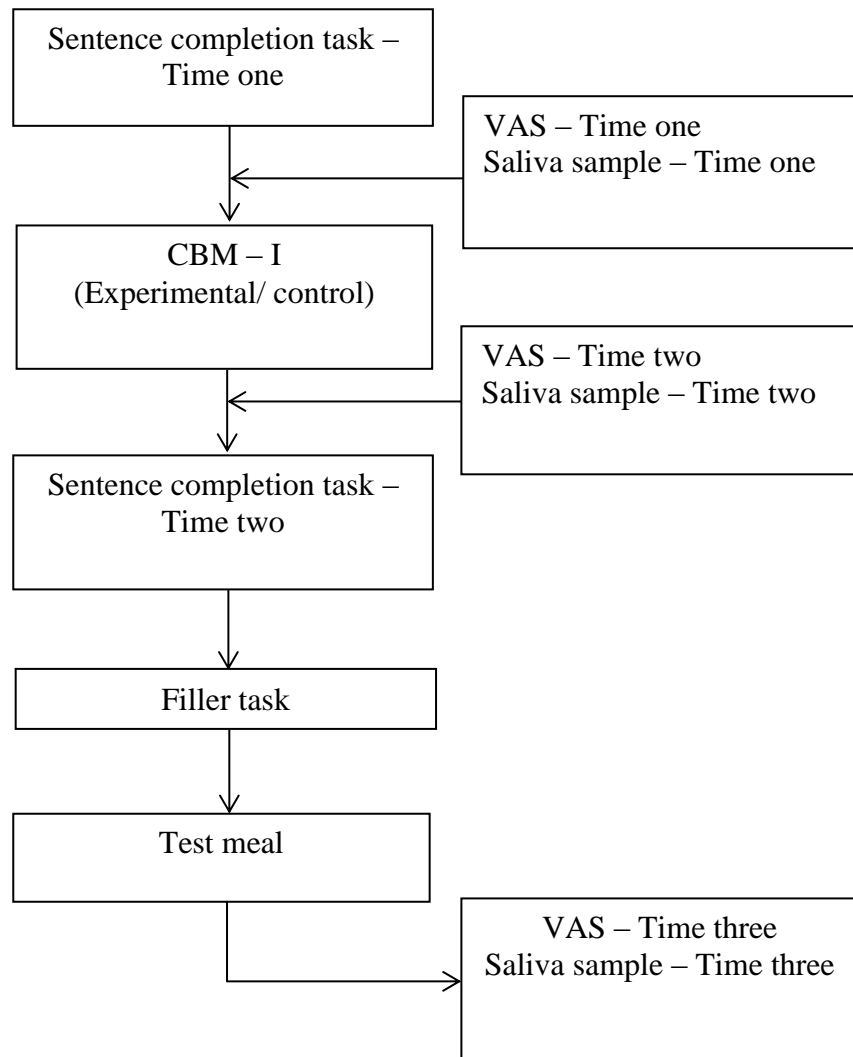 Sentence completion task –
Time one
VAS – Time one
Saliva sample – Time one
CBM – I
(Experimental/ control)
VAS – Time two
Saliva sample – Time two
Sentence completion task –
Time two
Filler task
Test meal
VAS – Time three
Saliva sample – Time three